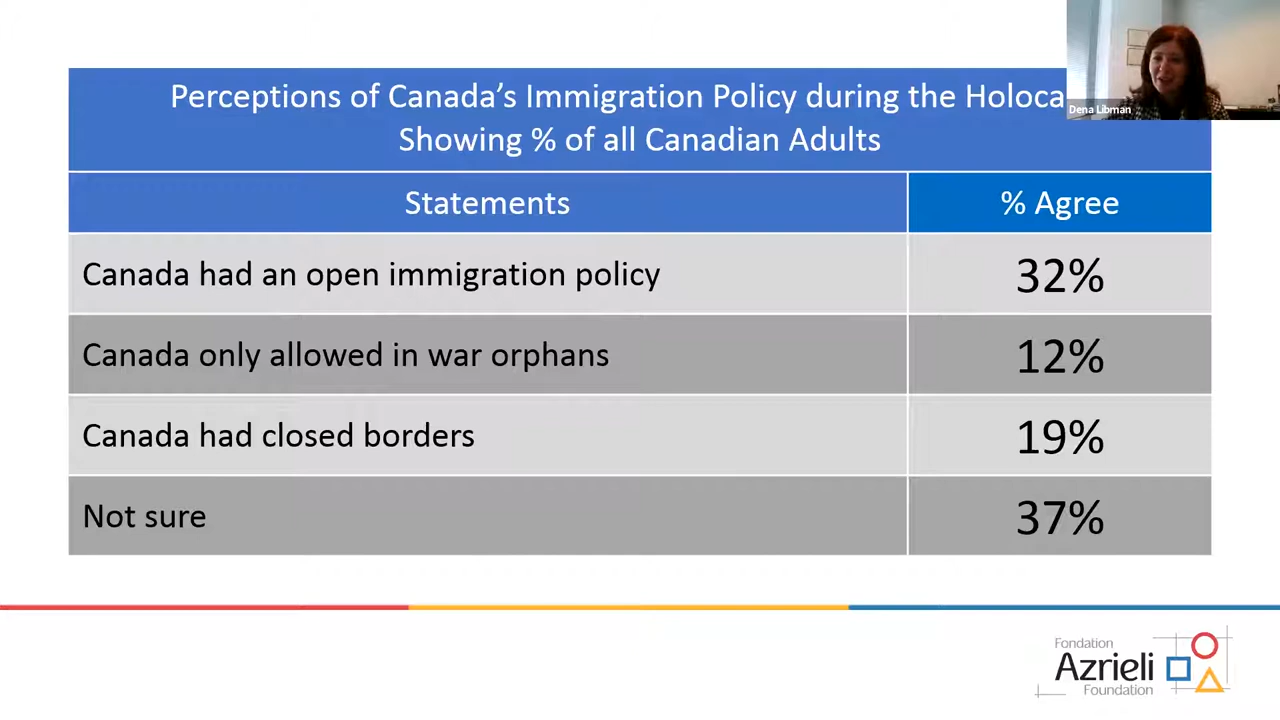 Perceptions of Canada's Immigration Policy during the Holoca
Showing % of all Canadian Adults
Dena Libman
Statements % Agree
Canada had an open immigration policy 32%
Canada only allowed in war orphans 12%
Canada had closed borders 19%
Not sure 37%
Fondation
Azrieli
Foundation